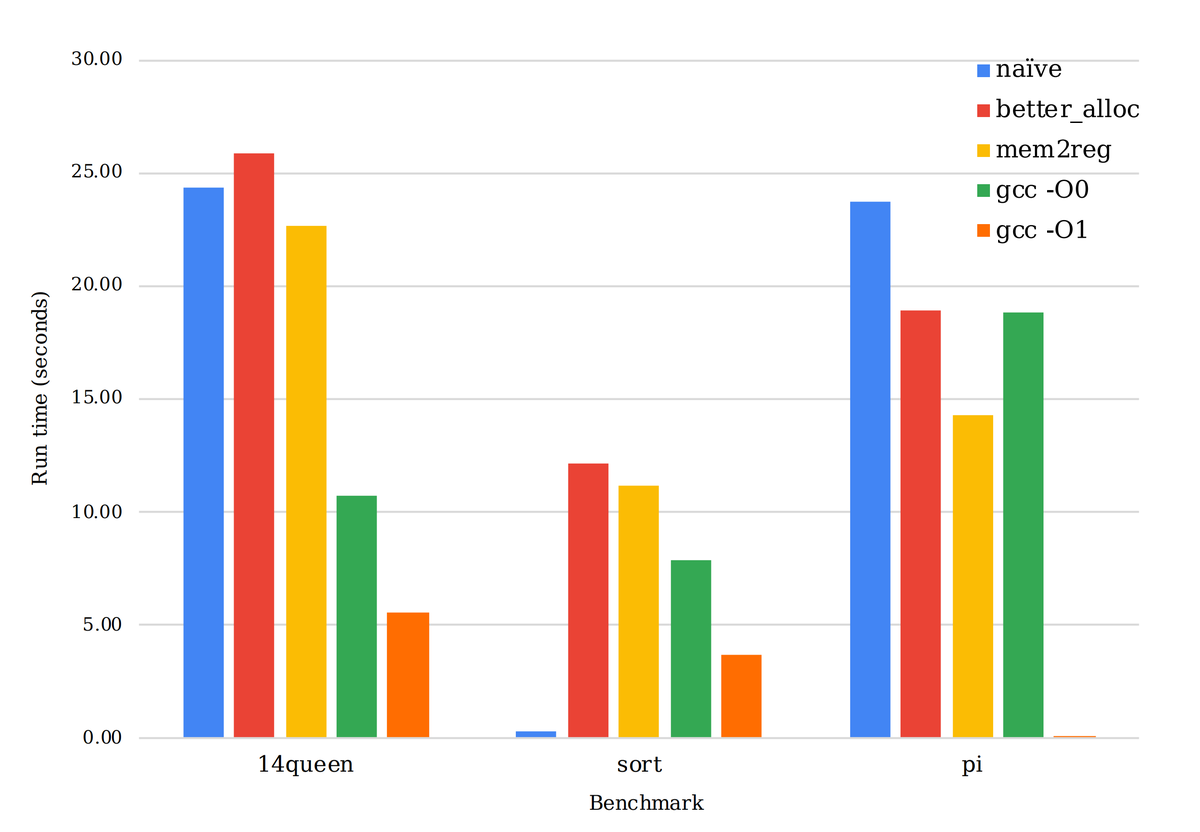 30.00
25.00
20.00
15.00
10.00
5.00
0.00
Run time (seconds)
naïve
better_alloc
mem2reg
gcc -O0
gcc -O1
14queen
sort
pi
Benchmark